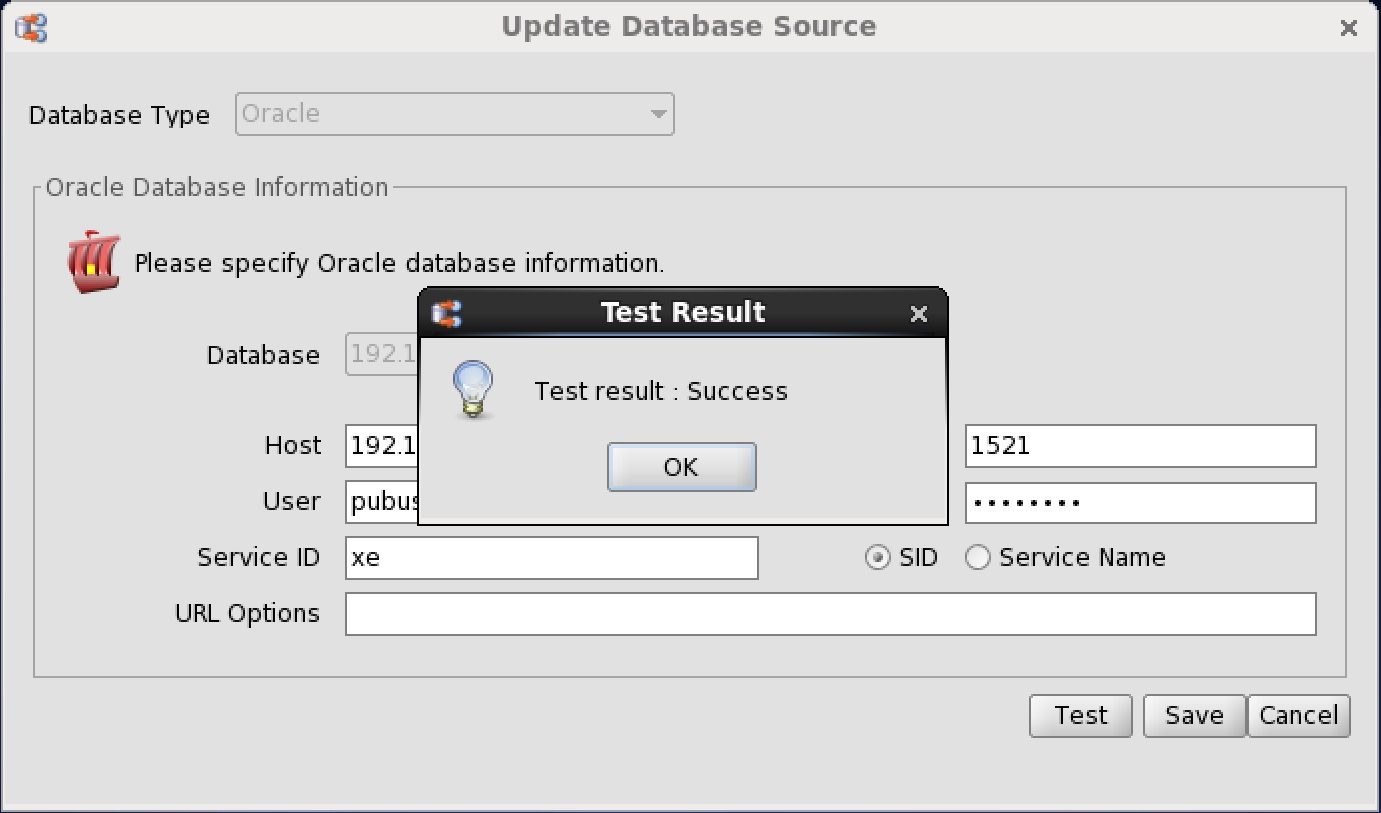 Update Database Source
Database Type Oracle
Oracle Database Information
Please specify Oracle database information.
Test Result
Database 192.1
Test result : Success
Host 192.1 1521
OK
User pubus ••••••••
Service ID xe SID Service Name
URL Options
Test Save Cancel